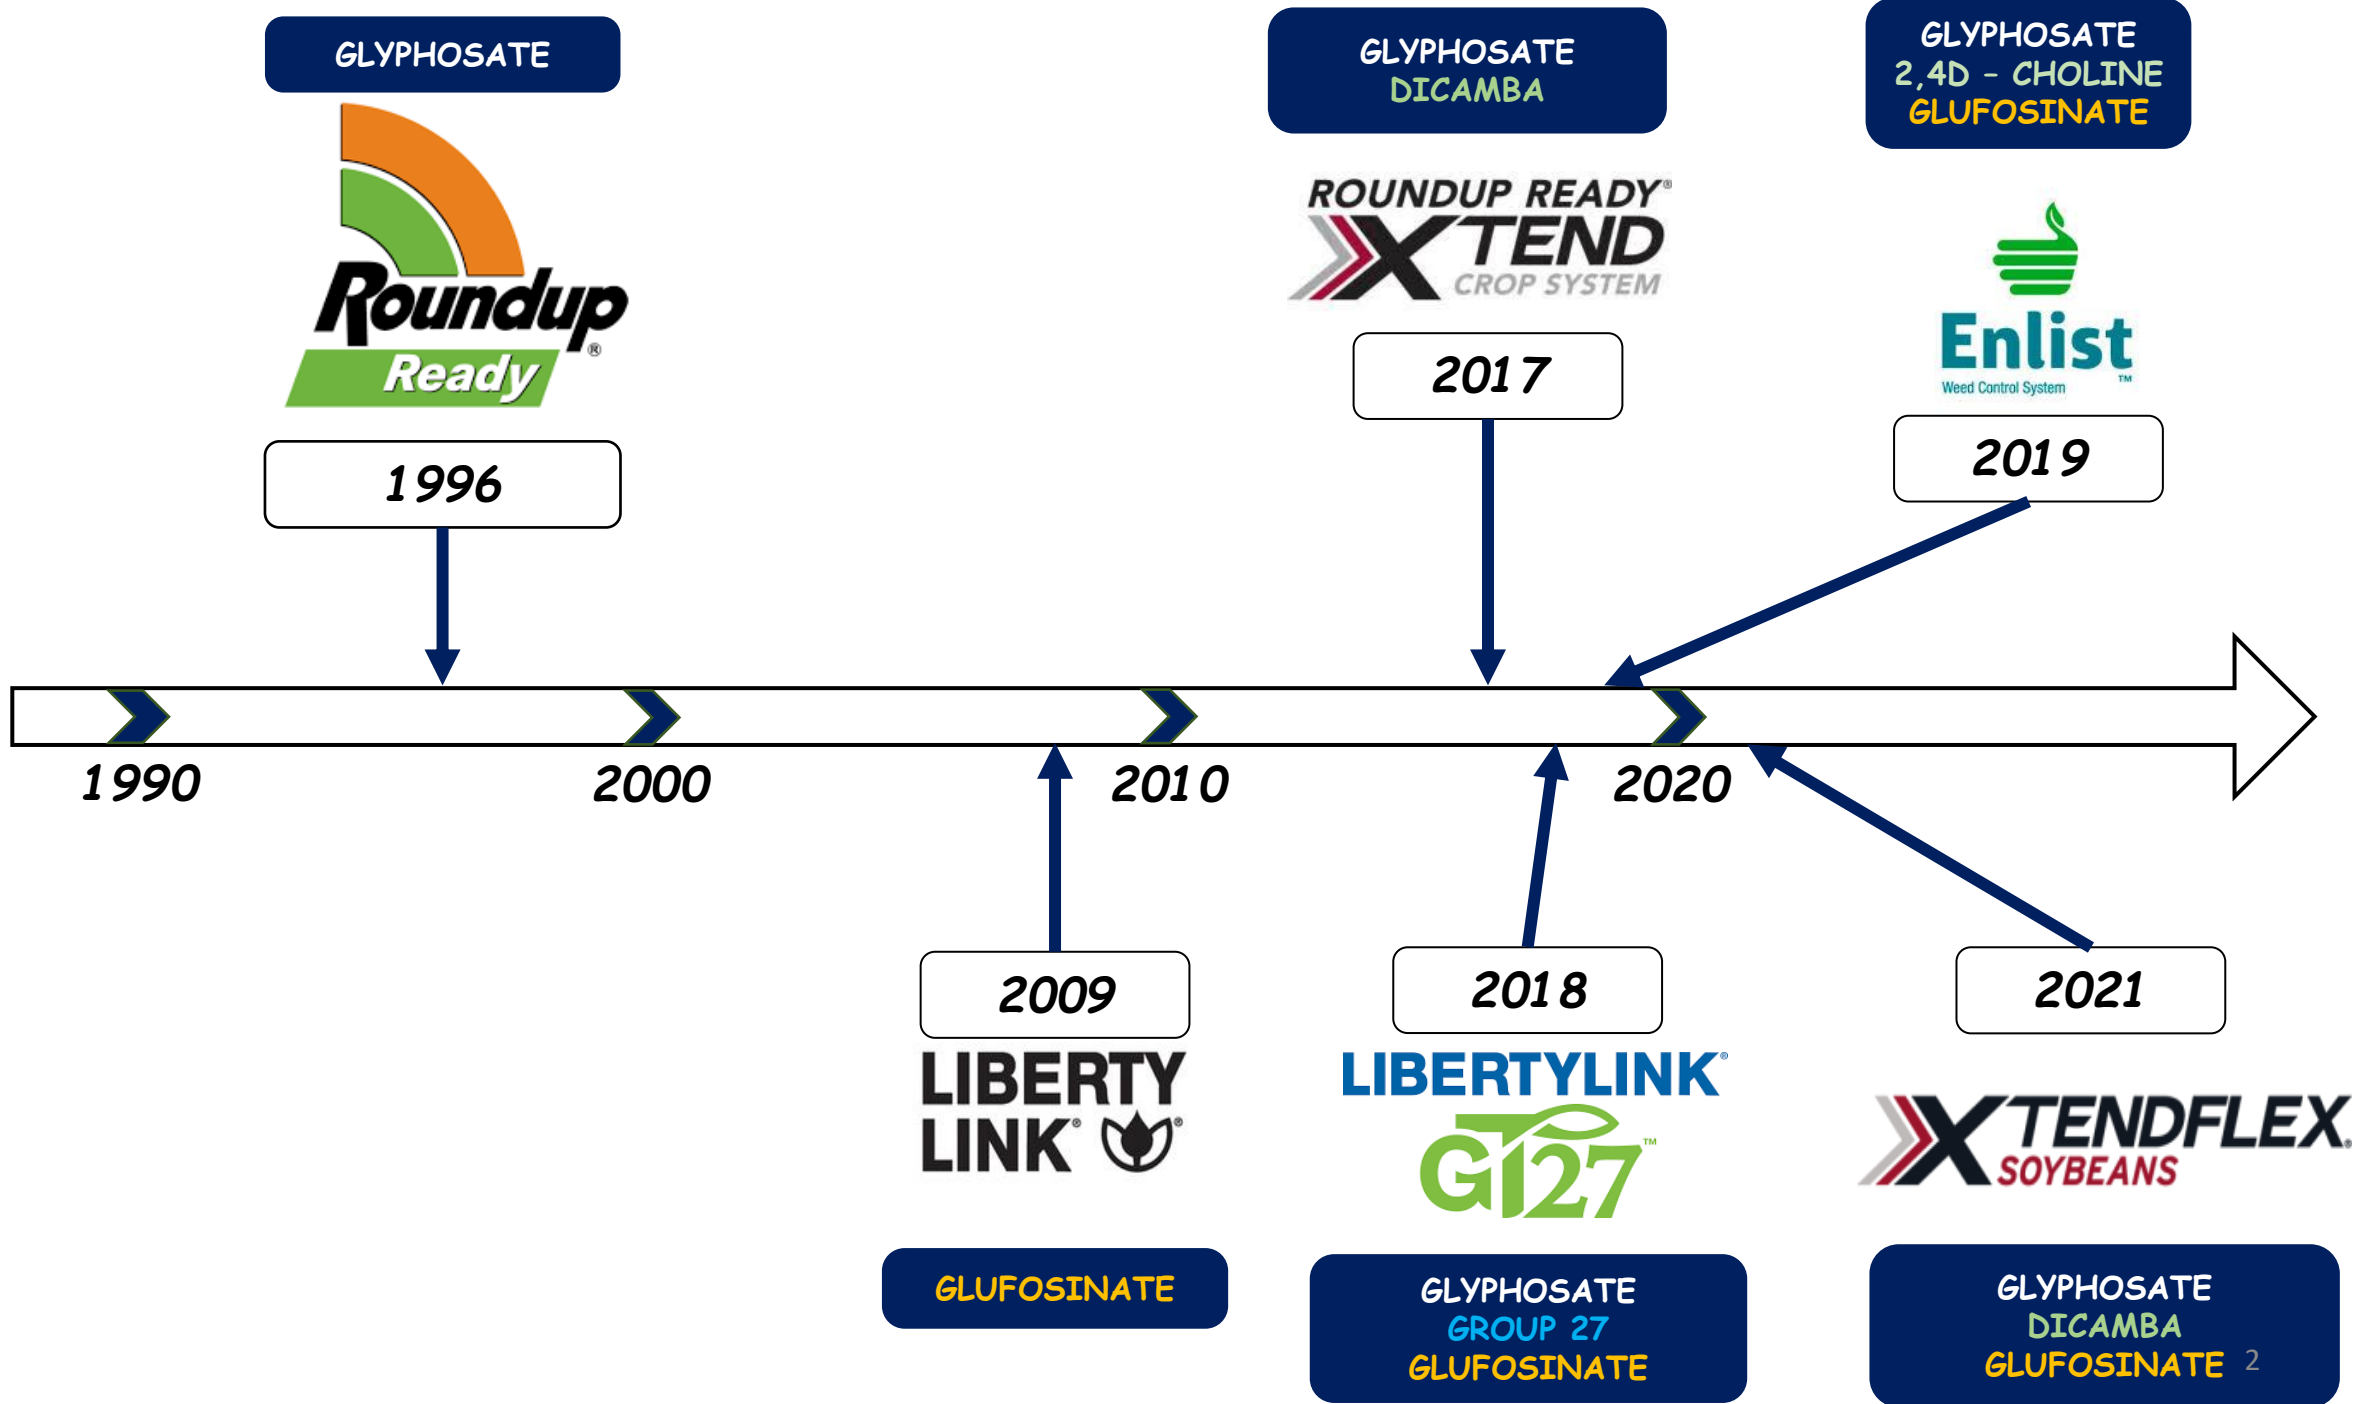 GLYPHOSATE
Roundup®
Ready
1996
GLYPHOSATE
DICAMBA
ROUNDUP READY®
XTEND
CROP SYSTEM
2017
GLYPHOSATE
2,4D - CHOLINE
GLUFOSINATE
Enlist™
Weed Control System
2019
1990
2000
2010
2020
2009
LIBERTY
LINK®
GLUFOSINATE
2018
LIBERTYLINK®
GT27™
GLYPHOSATE
GROUP 27
GLUFOSINATE
2021
XTENDFLEX®
SOYBEANS
GLYPHOSATE
DICAMBA
GLUFOSINATE
2